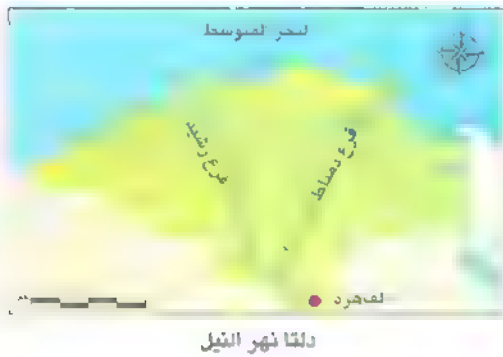 البحر المتوسط
فرع رشيد
فرع دمياط
القاهرة
دلتا نهر النيل